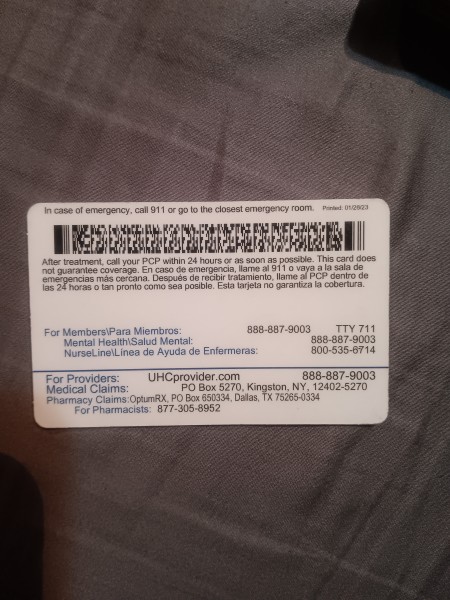 In case of emergency, call 911 or go to the closest emergency room. Printed: 01/29/23
After treatment, call your PCP within 24 hours or as soon as possible. This card does
not guarantee coverage. En caso de emergencia, llame al 911 o vaya a la sala de
emergencias más cercana. Después de recibir tratamiento, llame al PCP dentro de
las 24 horas o tan pronto como sea posible. Esta tarjeta no garantiza la cobertura.
For Members\Para Miembros: 888-887-9003 TTY 711
Mental Health\Salud Mental: 888-887-9003
NurseLine\Línea de Ayuda de Enfermeras: 800-535-6714
For Providers: UHCprovider.com 888-887-9003
Medical Claims: PO Box 5270, Kingston, NY, 12402-5270
Pharmacy Claims: OptumRX, PO Box 650334, Dallas, TX 75265-0334
For Pharmacists: 877-305-8952